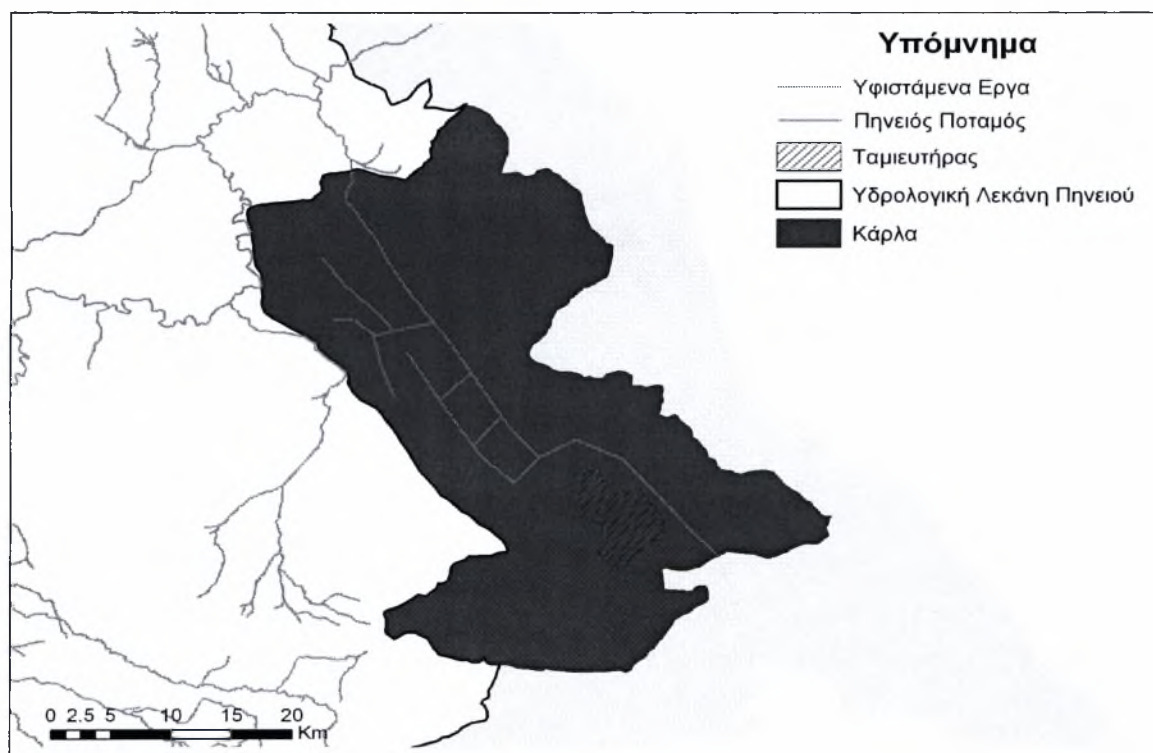 Υπόμνημα
Υφιστάμενα Εργα
Πηνειός Ποταμός
Ταμιευτήρας
Υδρολογική Λεκάνη Πηνειού
Κάρλα
0 2.5 5 10 15 20
Km